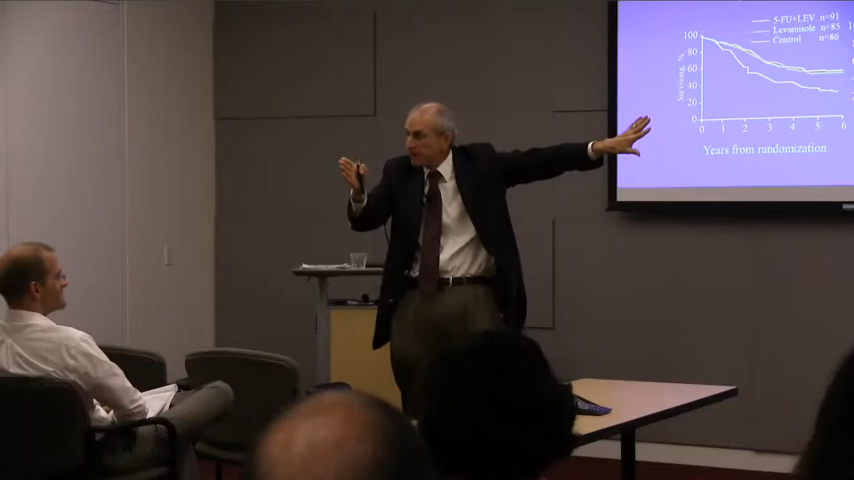 5-FU+LEV n=91
Levamisole n=85
Control n=86
100
80
60
40
20
0
Surviving, %
0 1 2 3 4 5 6
Years from randomization